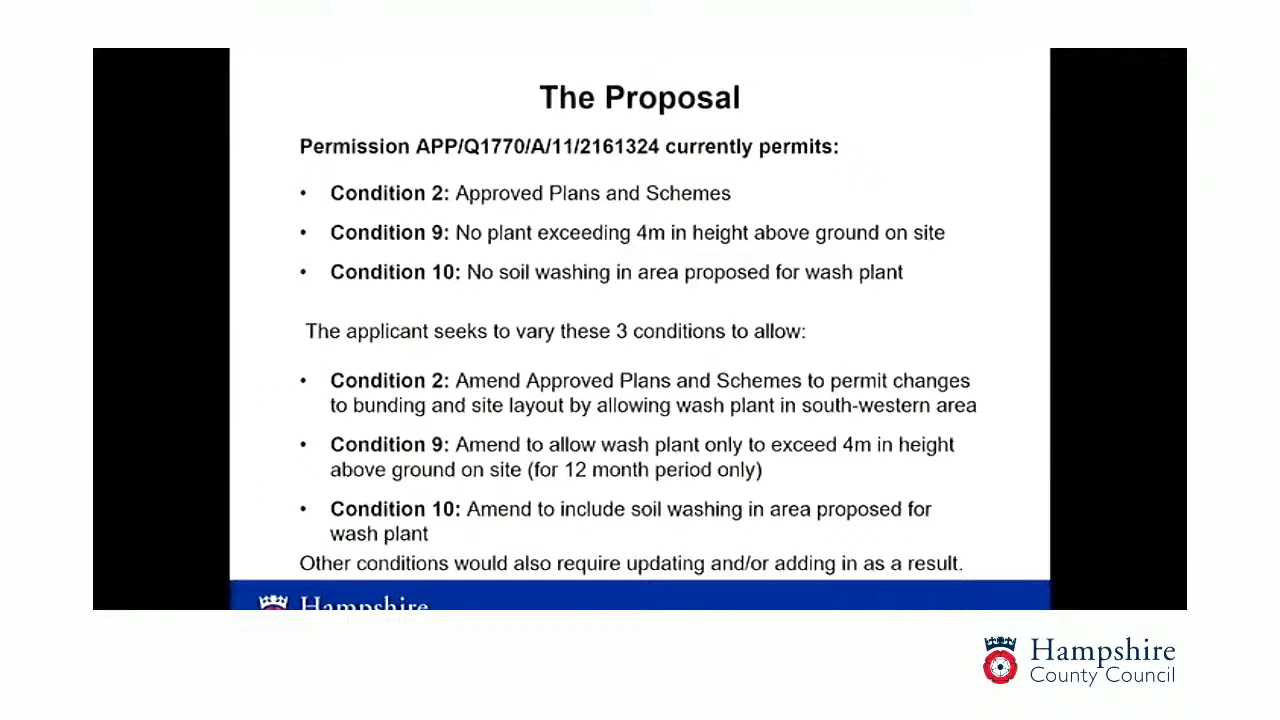 The Proposal
Permission APP/Q1770/A/11/2161324 currently permits:
• Condition 2: Approved Plans and Schemes
• Condition 9: No plant exceeding 4m in height above ground on site
• Condition 10: No soil washing in area proposed for wash plant
The applicant seeks to vary these 3 conditions to allow:
• Condition 2: Amend Approved Plans and Schemes to permit changes
to bunding and site layout by allowing wash plant in south-western area
• Condition 9: Amend to allow wash plant only to exceed 4m in height
above ground on site (for 12 month period only)
• Condition 10: Amend to include soil washing in area proposed for
wash plant
Other conditions would also require updating and/or adding in as a result.
Hampshire
Hampshire
County Council